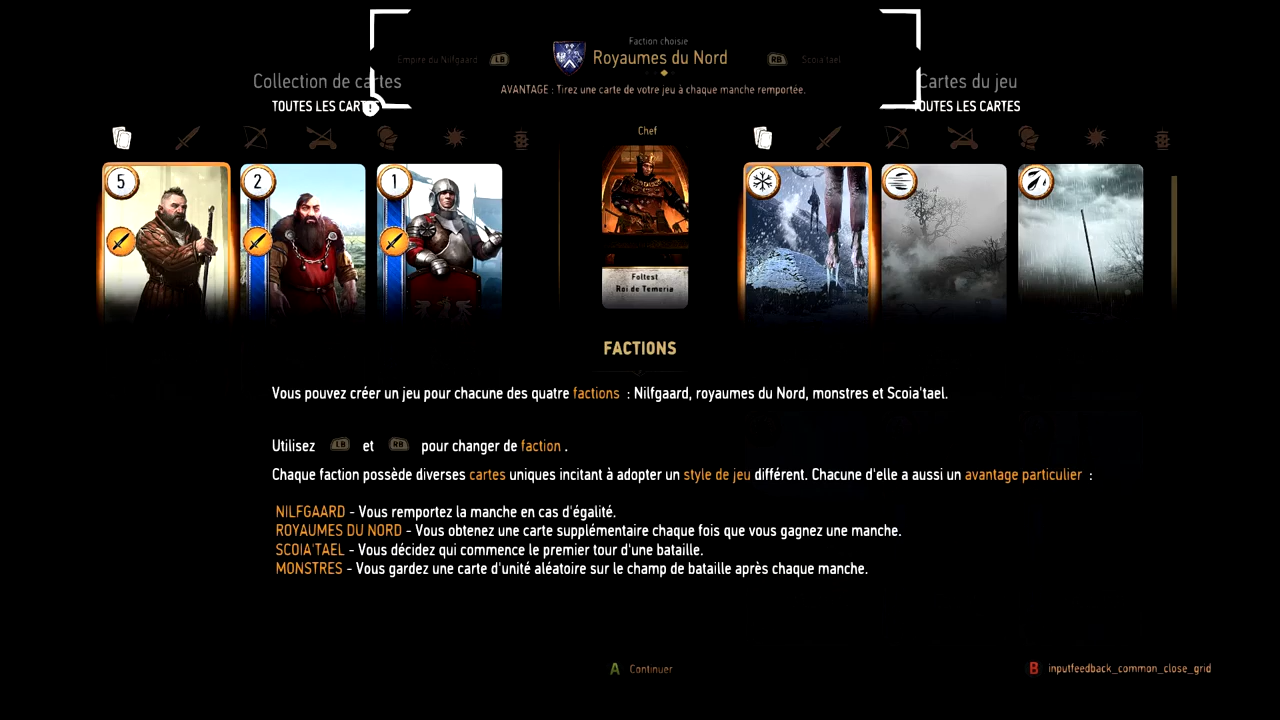 Faction choisie
Empire du Nilfgaard LB Royaumes du Nord RB Scoia'tael
AVANTAGE : Tirez une carte de votre jeu à chaque manche remportée.
Collection de cartes
TOUTES LES CARTES
Cartes du jeu
TOUTES LES CARTES
Chef
5
2
1
Foltest
Roi de Temeria
FACTIONS
Vous pouvez créer un jeu pour chacune des quatre factions : Nilfgaard, royaumes du Nord, monstres et Scoia'tael.
Utilisez LB et RB pour changer de faction .
Chaque faction possède diverses cartes uniques incitant à adopter un style de jeu différent. Chacune d'elle a aussi un avantage particulier :
NILFGAARD - Vous remportez la manche en cas d'égalité.
ROYAUMES DU NORD - Vous obtenez une carte supplémentaire chaque fois que vous gagnez une manche.
SCOIA'TAEL - Vous décidez qui commence le premier tour d'une bataille.
MONSTRES - Vous gardez une carte d'unité aléatoire sur le champ de bataille après chaque manche.
A Continuer
B inputfeedback_common_close_grid